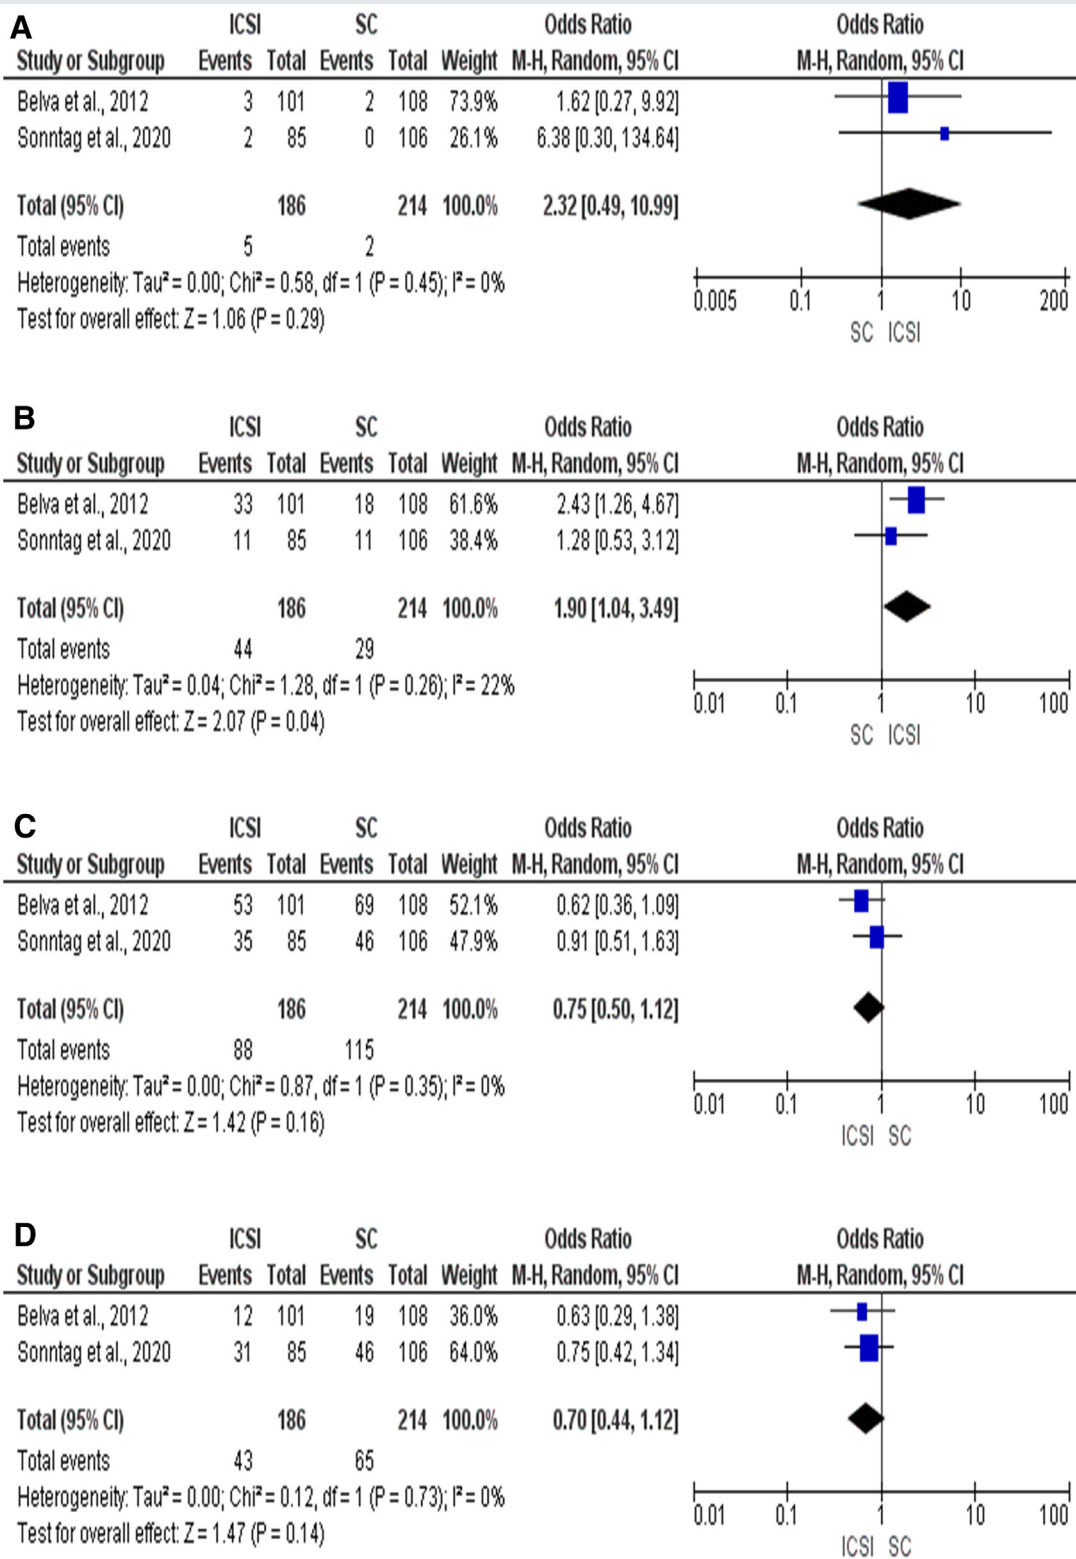 A
ICSI SC Odds Ratio Odds Ratio
Study or Subgroup Events Total Events Total Weight M-H, Random, 95% CI M-H, Random, 95% CI
Belva et al., 2012 3 101 2 108 73.9% 1.62 [0.27, 9.92]
Sonntag et al., 2020 2 85 0 106 26.1% 6.38 [0.30, 134.64]
Total (95% CI) 186 214 100.0% 2.32 [0.49, 10.99]
Total events 5 2
Heterogeneity: Tau² = 0.00; Chi² = 0.58, df = 1 (P = 0.45); I² = 0%
Test for overall effect: Z = 1.06 (P = 0.29)
0.005 0.1 1 10 200
SC ICSI
B
ICSI SC Odds Ratio Odds Ratio
Study or Subgroup Events Total Events Total Weight M-H, Random, 95% CI M-H, Random, 95% CI
Belva et al., 2012 33 101 18 108 61.6% 2.43 [1.26, 4.67]
Sonntag et al., 2020 11 85 11 106 38.4% 1.28 [0.53, 3.12]
Total (95% CI) 186 214 100.0% 1.90 [1.04, 3.49]
Total events 44 29
Heterogeneity: Tau² = 0.04; Chi² = 1.28, df = 1 (P = 0.26); I² = 22%
Test for overall effect: Z = 2.07 (P = 0.04)
0.01 0.1 1 10 100
SC ICSI
C
ICSI SC Odds Ratio Odds Ratio
Study or Subgroup Events Total Events Total Weight M-H, Random, 95% CI M-H, Random, 95% CI
Belva et al., 2012 53 101 69 108 52.1% 0.62 [0.36, 1.09]
Sonntag et al., 2020 35 85 46 106 47.9% 0.91 [0.51, 1.63]
Total (95% CI) 186 214 100.0% 0.75 [0.50, 1.12]
Total events 88 115
Heterogeneity: Tau² = 0.00; Chi² = 0.87, df = 1 (P = 0.35); I² = 0%
Test for overall effect: Z = 1.42 (P = 0.16)
0.01 0.1 1 10 100
ICSI SC
D
ICSI SC Odds Ratio Odds Ratio
Study or Subgroup Events Total Events Total Weight M-H, Random, 95% CI M-H, Random, 95% CI
Belva et al., 2012 12 101 19 108 36.0% 0.63 [0.29, 1.38]
Sonntag et al., 2020 31 85 46 106 64.0% 0.75 [0.42, 1.34]
Total (95% CI) 186 214 100.0% 0.70 [0.44, 1.12]
Total events 43 65
Heterogeneity: Tau² = 0.00; Chi² = 0.12, df = 1 (P = 0.73); I² = 0%
Test for overall effect: Z = 1.47 (P = 0.14)
0.01 0.1 1 10 100
ICSI SC